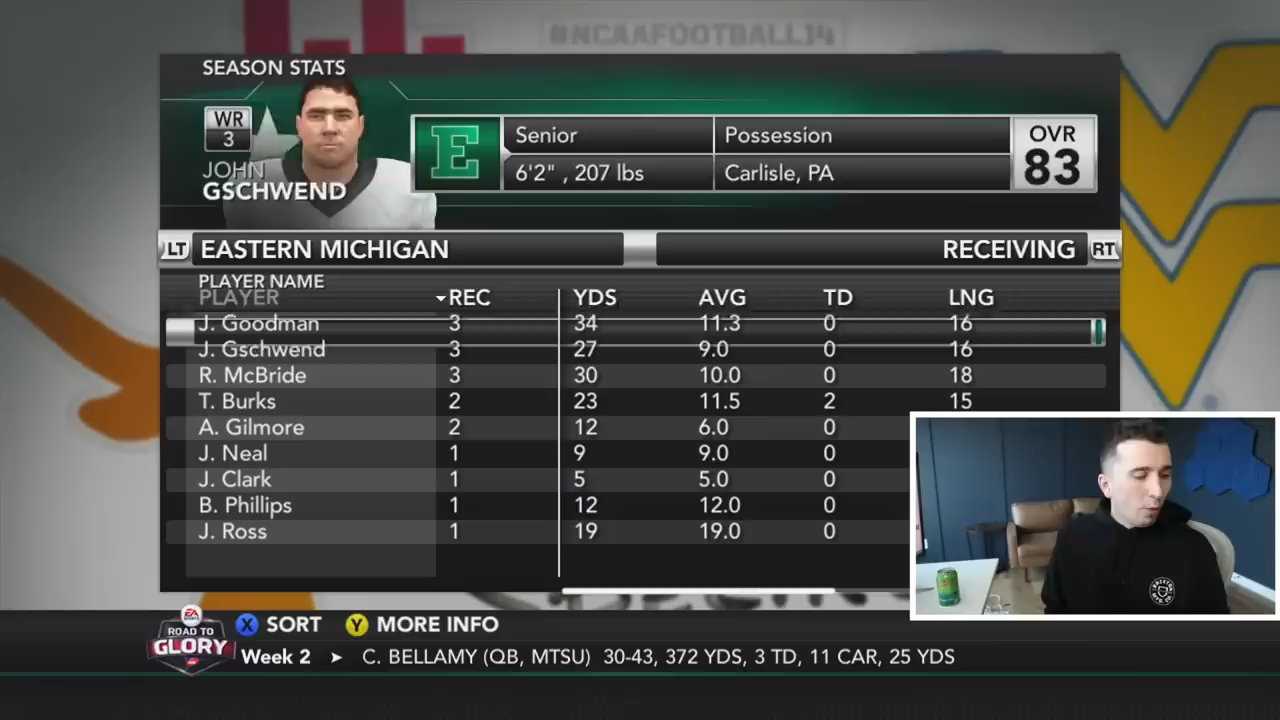 #NCAAFOOTBALL14
SEASON STATS
WR
3
JOHN
GSCHWEND
E
Senior
Possession
6'2" , 207 lbs
Carlisle, PA
OVR
83
LT EASTERN MICHIGAN RECEIVING RT
PLAYER NAME
PLAYER REC YDS AVG TD LNG
J. Goodman 3 34 11.3 0 16
J. Gschwend 3 27 9.0 0 16
R. McBride 3 30 10.0 0 18
T. Burks 2 23 11.5 2 15
A. Gilmore 2 12 6.0 0
J. Neal 1 9 9.0 0
J. Clark 1 5 5.0 0
B. Phillips 1 12 12.0 0
J. Ross 1 19 19.0 0
EA
ROAD TO
GLORY
X SORT Y MORE INFO
Week 2 C. BELLAMY (QB, MTSU) 30-43, 372 YDS, 3 TD, 11 CAR, 25 YDS